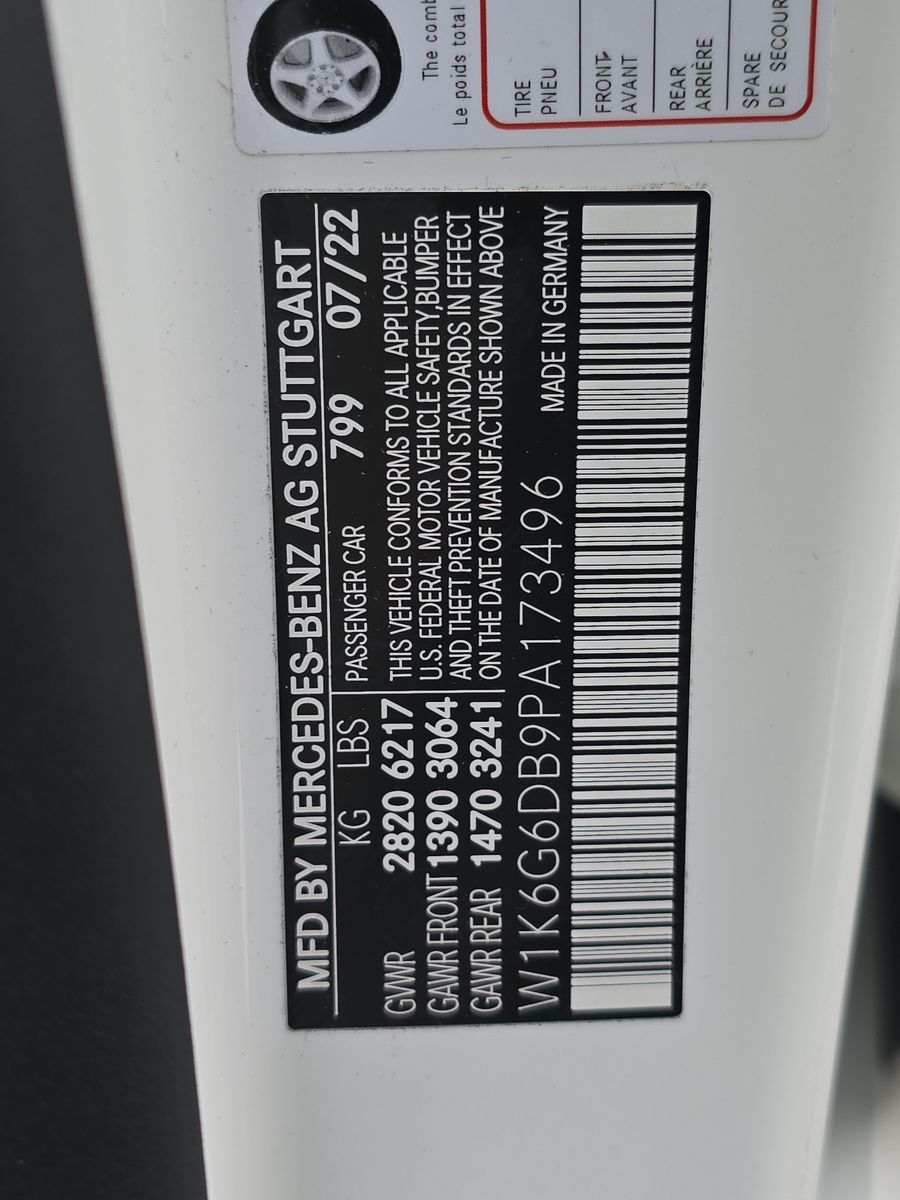 The comb
Le poids total
TIRE
PNEU
FRONT
AVANT
REAR
ARRIÈRE
SPARE
DE SECOUR
MFD BY MERCEDES-BENZ AG STUTTGART
KG LBS PASSENGER CAR 799 07/22
GVWR 2820 6217
GAWR FRONT 1390 3064
GAWR REAR 1470 3241
THIS VEHICLE CONFORMS TO ALL APPLICABLE
U.S. FEDERAL MOTOR VEHICLE SAFETY,BUMPER
AND THEFT PREVENTION STANDARDS IN EFFECT
ON THE DATE OF MANUFACTURE SHOWN ABOVE
W1K6G6DB9PA173496 MADE IN GERMANY